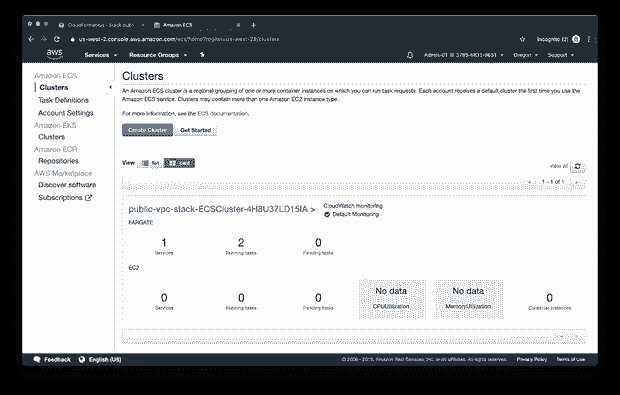 CloudFormation - Stack
Amazon ECS
us-west-2.console.aws.amazon.com/ecs/home?region=us-west-2#/clusters
Incognito (2)
aws
Services
Resource Groups
Oregon
Support
Amazon ECS
Clusters
Task Definitions
Account Settings
Amazon EKS
Clusters
Amazon ECR
Repositories
AWS Marketplace
Discover software
Subscriptions
Clusters
An Amazon ECS cluster is a regional grouping of one or more container instances on which you can run task requests. Each account receives a default cluster the first time you use the
Amazon ECS service. Clusters may contain more than one Amazon EC2 instance type.
For more information, see the ECS documentation.
Create Cluster
Get Started
View
list
card
view all
1 - 1 of 1
public-vpc-stack-ECSCluster-4H8U37LD15IA >
CloudWatch monitoring
Default Monitoring
FARGATE
1
2
0
Services
Running tasks
Pending tasks
EC2
0
0
0
No data
No data
0
Services
Running tasks
Pending tasks
CPUUtilization
MemoryUtilization
Container instances
Feedback
English (US)
© 2008 - 2019, Amazon Web Services, Inc. or its affiliates. All rights reserved.
Privacy Policy
Terms of Use